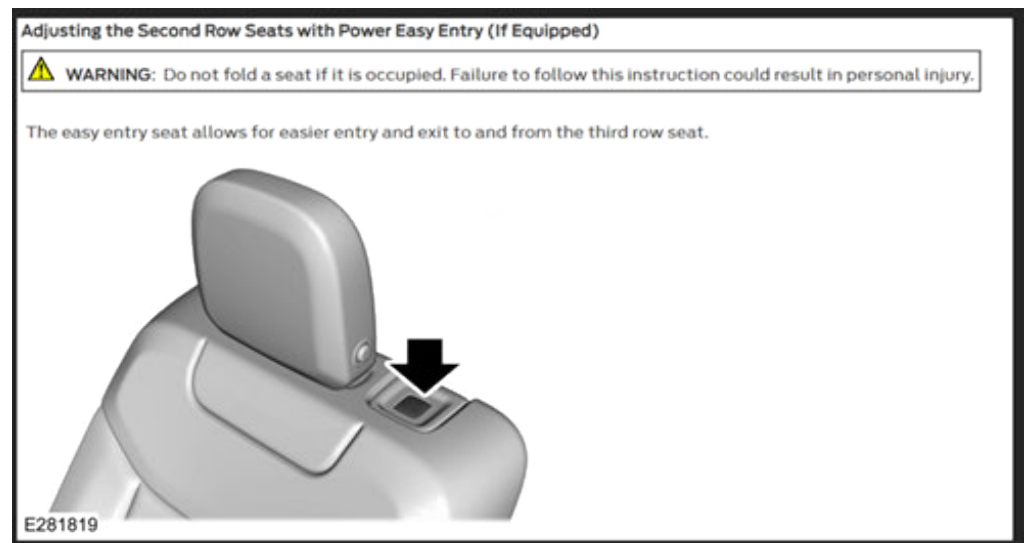 Adjusting the Second Row Seats with Power Easy Entry (If Equipped)
WARNING: Do not fold a seat if it is occupied. Failure to follow this instruction could result in personal injury.
The easy entry seat allows for easier entry and exit to and from the third row seat.
E281819